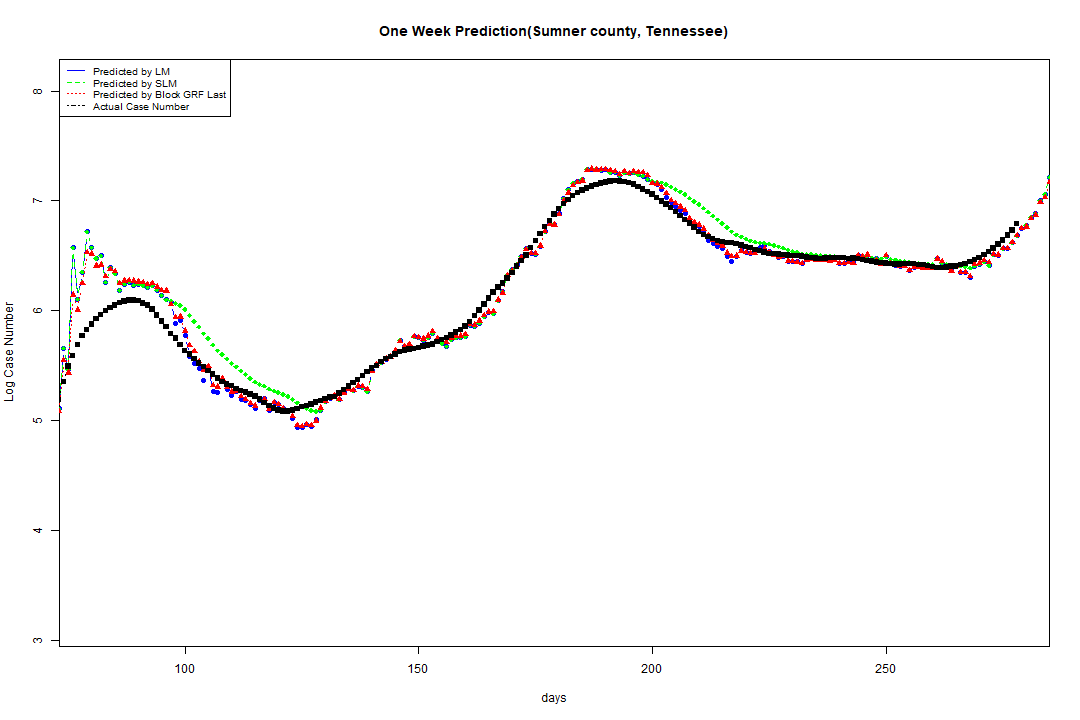 One Week Prediction(Sumner county, Tennessee)
Predicted by LM
Predicted by SLM
Predicted by Block GRF Last
Actual Case Number
8
7
6
5
4
3
Log Case Number
100
150
200
250
days